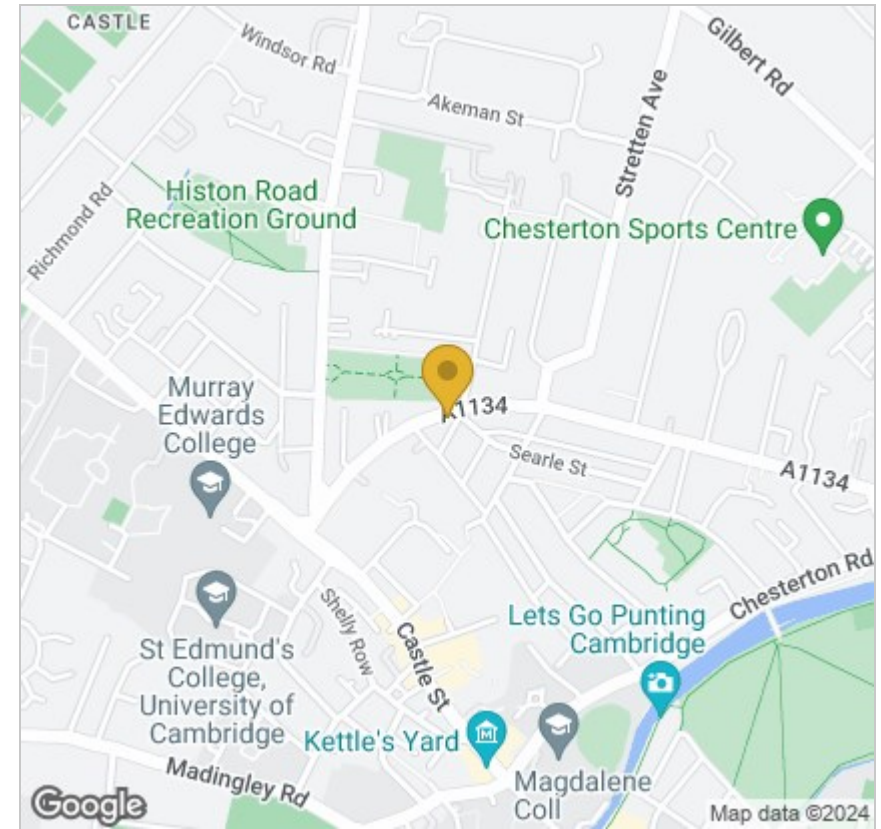 CASTLE
Windsor Rd
Gilbert Rd
Akeman St
Stretten Ave
Richmond Rd
Histon Road
Recreation Ground
Chesterton Sports Centre
Murray
Edwards
College
A1134
Searle St
A1134
Chesterton Rd
Shelly Row
Castle St
Lets Go Punting
Cambridge
St Edmund's
College,
University of
Cambridge
Kettle's Yard
Madingley Rd
Magdalene
Coll
Google
Map data ©2024